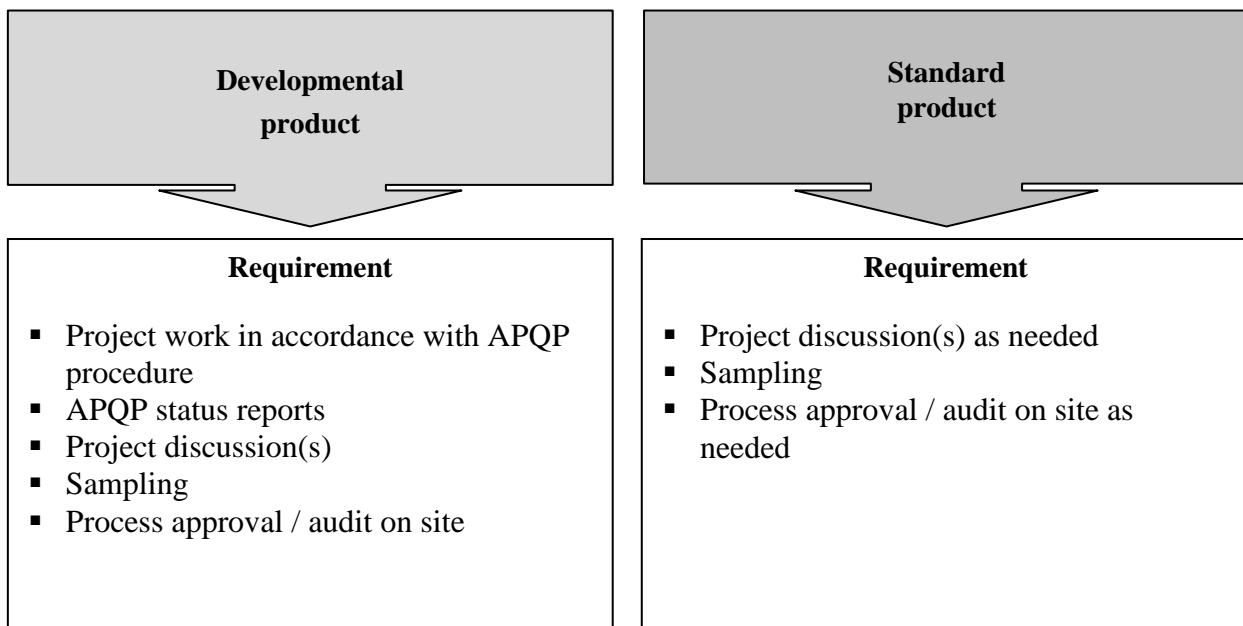 Developmental
product
Requirement
▪ Project work in accordance with APQP
procedure
▪ APQP status reports
▪ Project discussion(s)
▪ Sampling
▪ Process approval / audit on site
Standard
product
Requirement
▪ Project discussion(s) as needed
▪ Sampling
▪ Process approval / audit on site as
needed